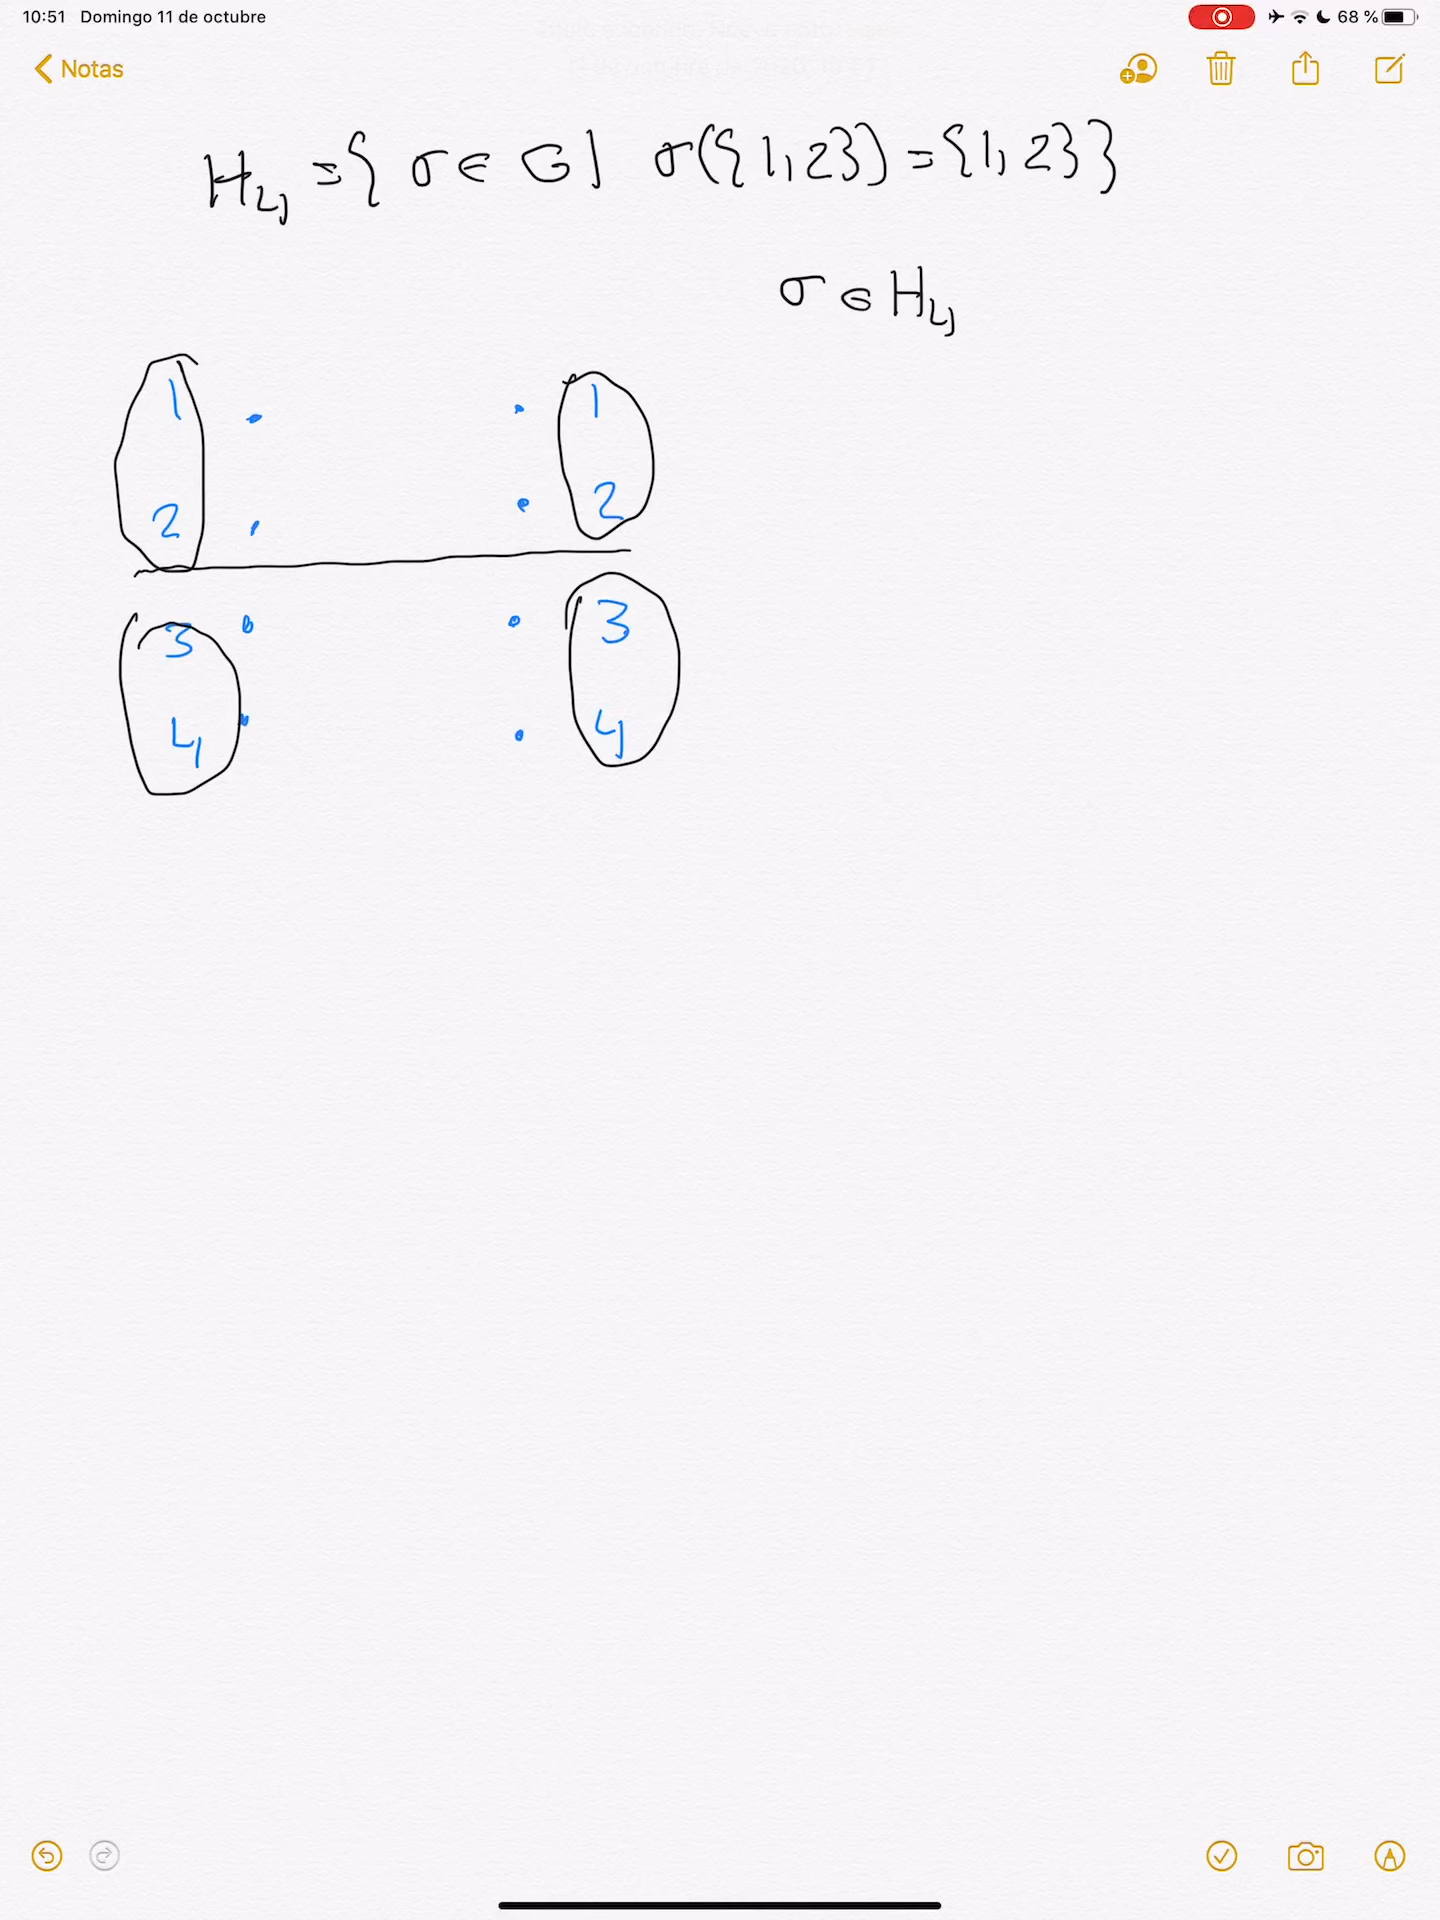 10:51 Domingo 11 de octubre 68 %
Notas
H₄ = { σ ∈ G | σ({1,2}) = {1,2}}
σ ∈ H₄
1 · · 1
2 · · 2
3 · · 3
4 · · 4